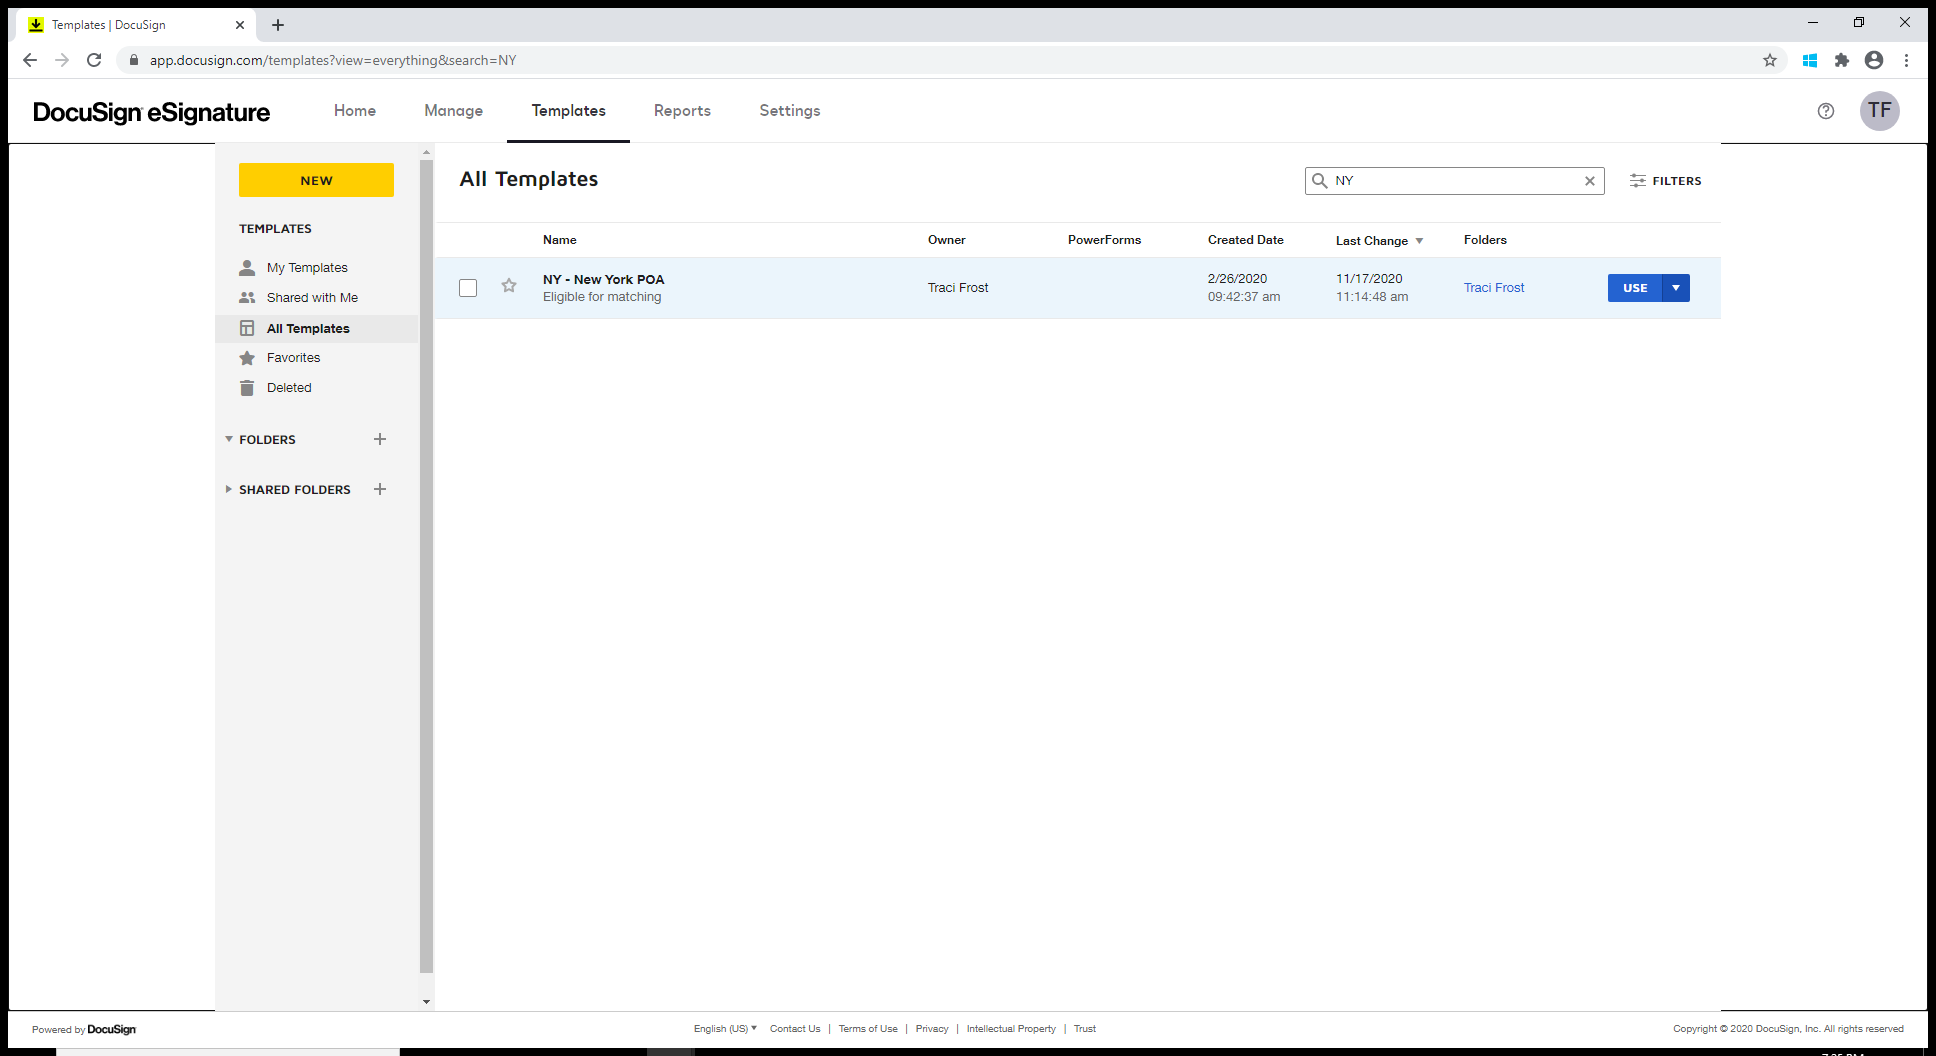 Templates | DocuSign
app.docusign.com/templates?view=everything&search=NY
DocuSign eSignature
Home
Manage
Templates
Reports
Settings
TF
NEW
TEMPLATES
My Templates
Shared with Me
All Templates
Favorites
Deleted
FOLDERS
SHARED FOLDERS
All Templates
NY
FILTERS
Name
Owner
PowerForms
Created Date
Last Change
Folders
NY - New York POA
Eligible for matching
Traci Frost
2/26/2020
09:42:37 am
11/17/2020
11:14:48 am
Traci Frost
USE
Powered by DocuSign
English (US)
Contact Us | Terms of Use | Privacy | Intellectual Property | Trust
Copyright © 2020 DocuSign, Inc. All rights reserved